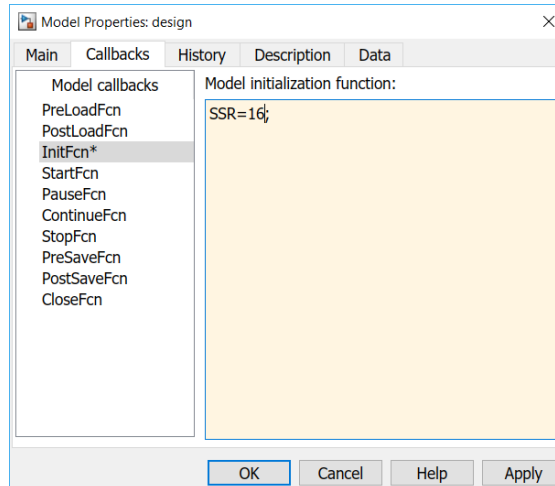 Model Properties: design
Main Callbacks History Description Data
Model callbacks
PreLoadFcn
PostLoadFcn
InitFcn*
StartFcn
PauseFcn
ContinueFcn
StopFcn
PreSaveFcn
PostSaveFcn
CloseFcn
Model initialization function:
SSR=16;
OK Cancel Help Apply